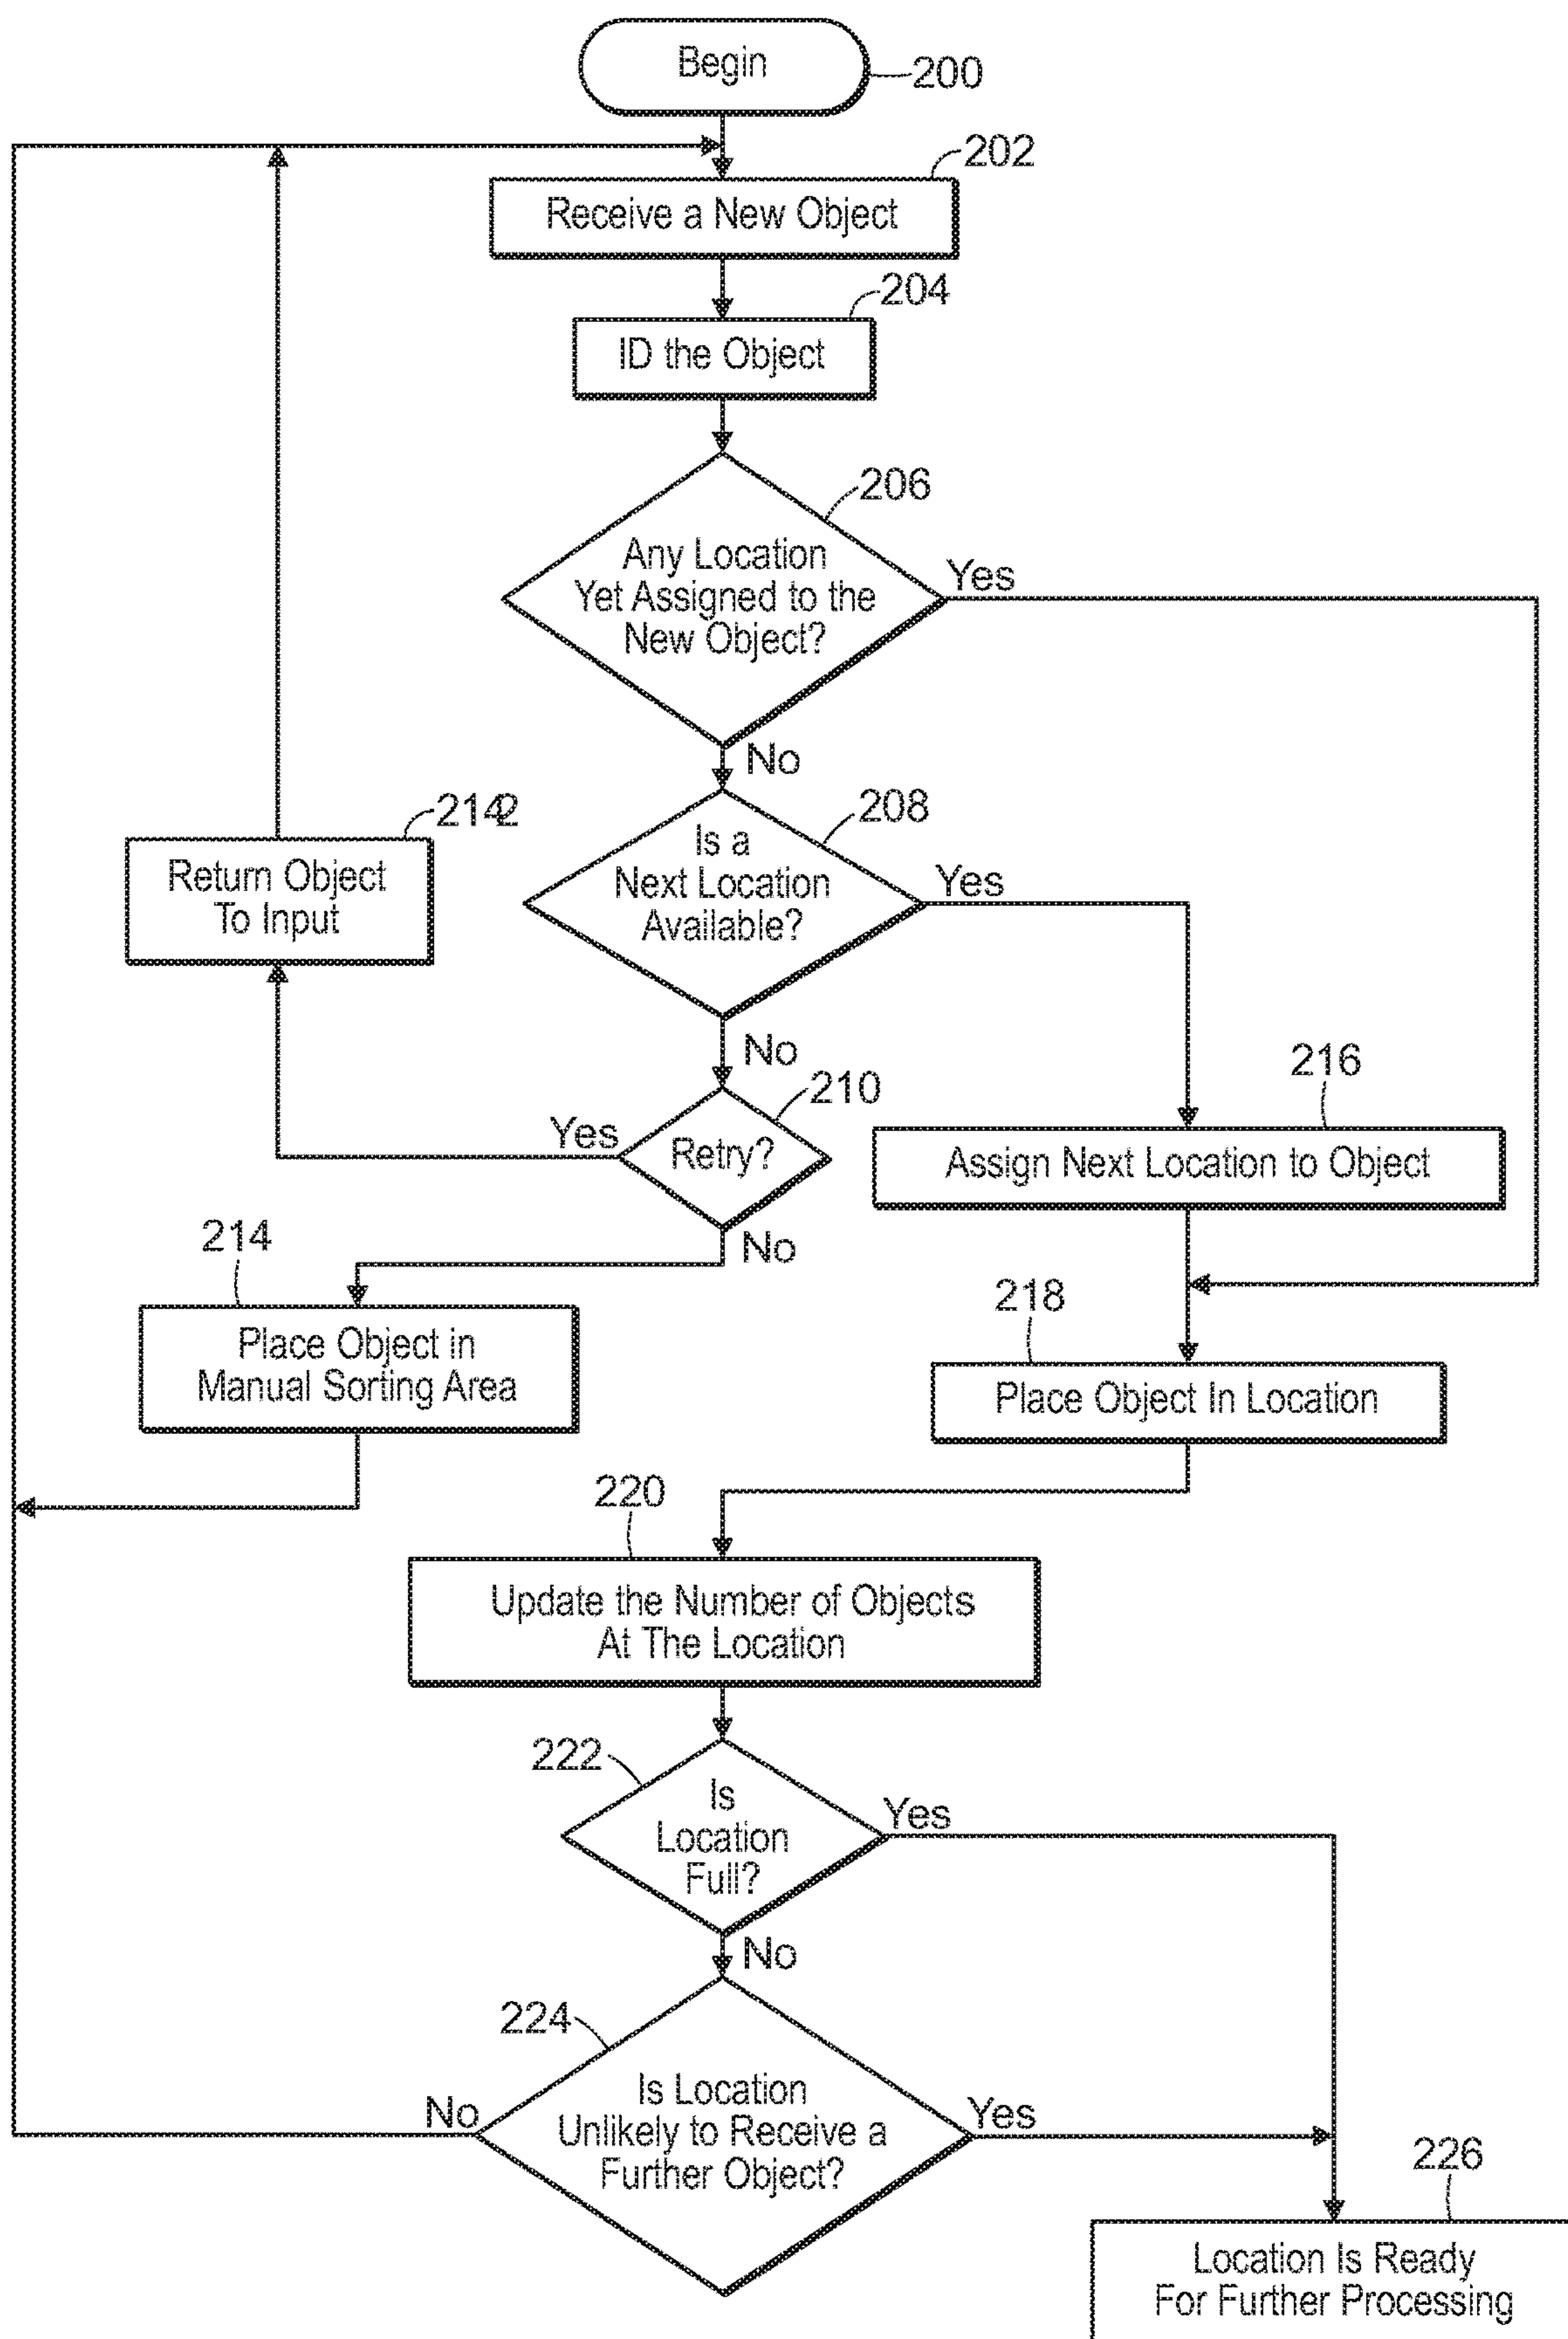 Begin
200
202
Receive a New Object
204
ID the Object
206
Any Location
Yet Assigned to the
New Object?
Yes
No
208
Is a
Next Location
Available?
Yes
Return Object
To Input
No
210
Retry?
Yes
No
216
Assign Next Location to Object
214
Place Object in
Manual Sorting Area
218
Place Object In Location
220
Update the Number of Objects
At The Location
222
Is
Location
Full?
Yes
No
224
Is Location
Unlikely to Receive a
Further Object?
No
Yes
226
Location Is Ready
For Further Processing